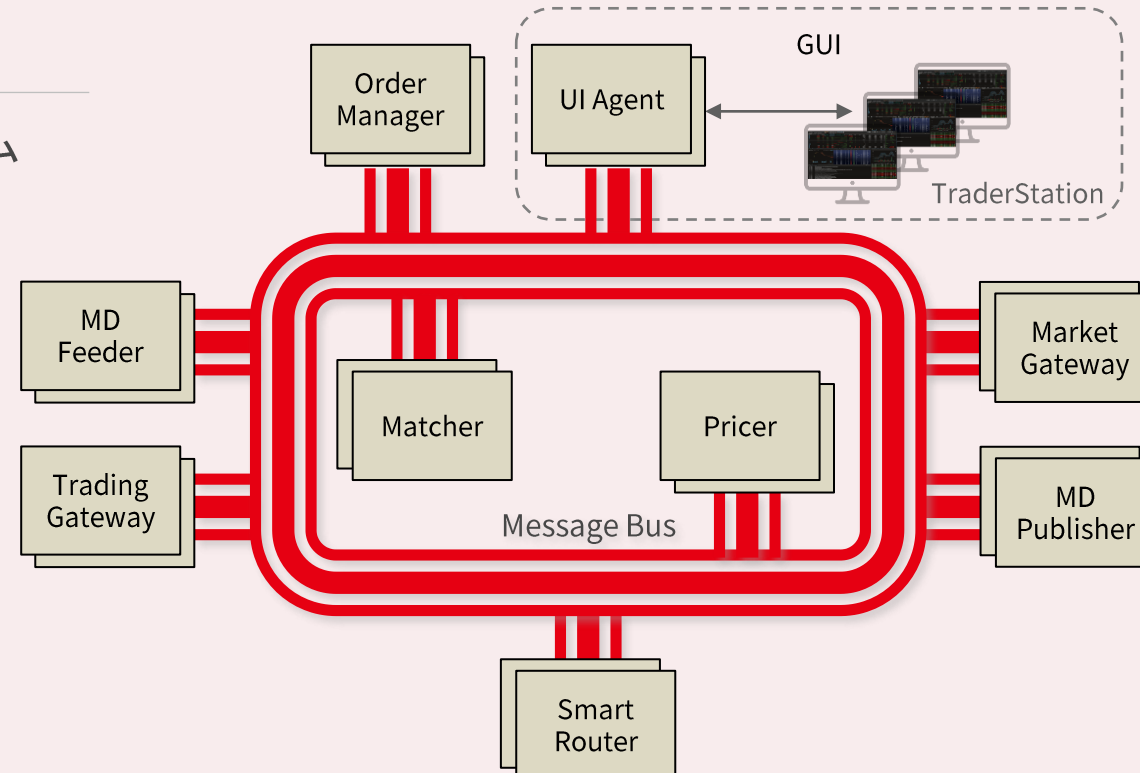 GUI
Order
Manager
UI Agent
TraderStation
MD
Feeder
Market
Gateway
Matcher
Pricer
Trading
Gateway
MD
Publisher
Message Bus
Smart
Router